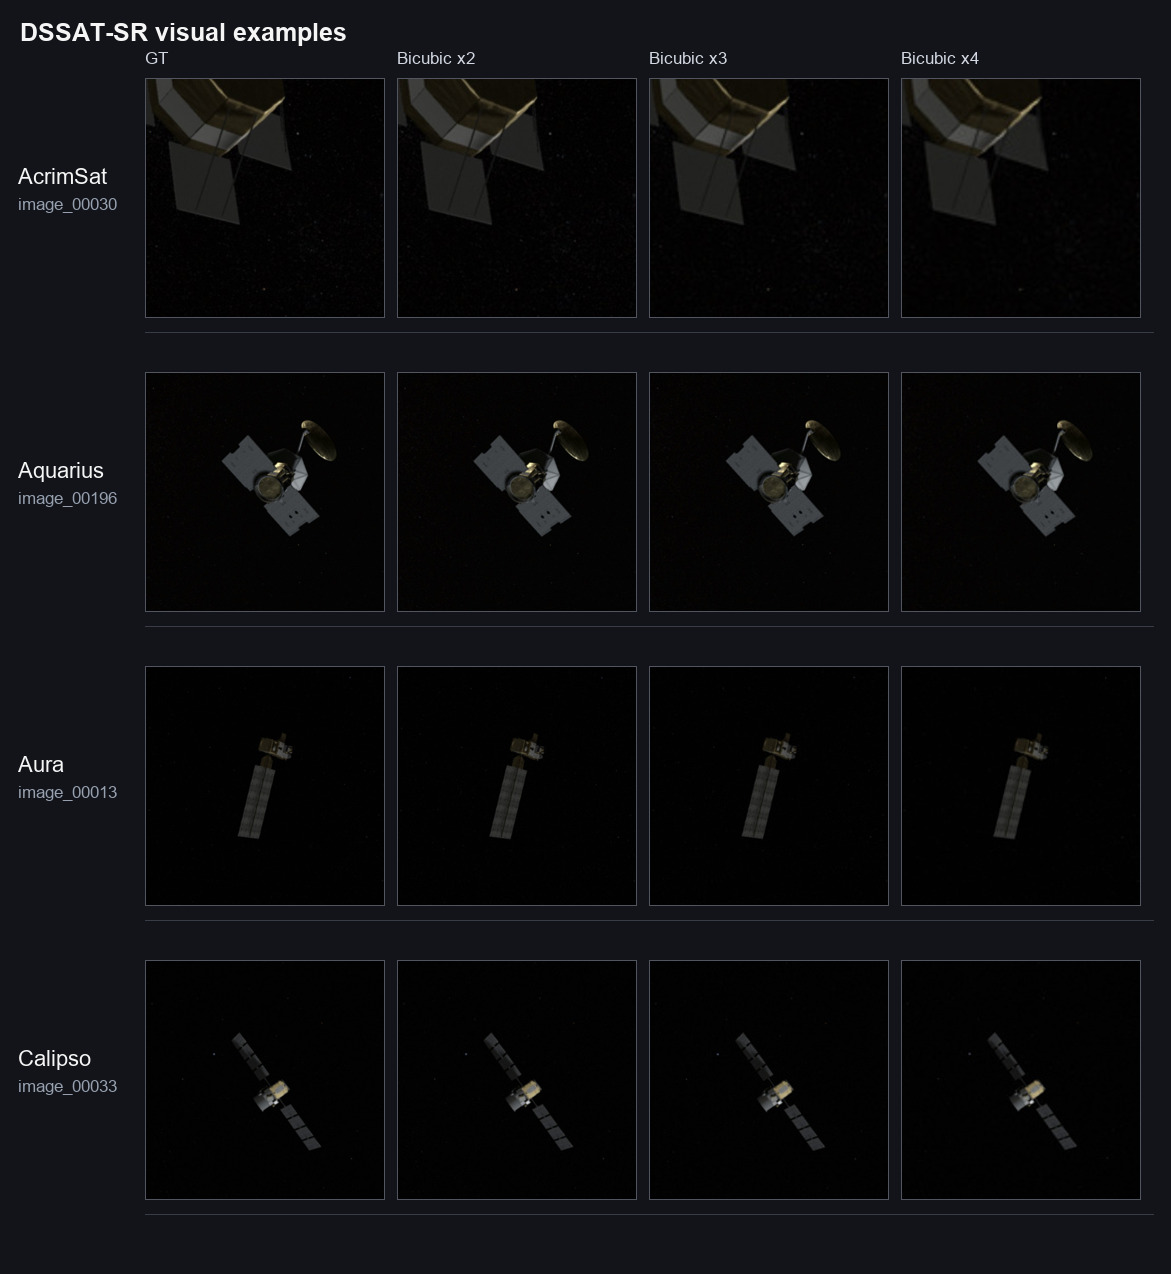 DSSAT-SR visual examples
GT Bicubic x2 Bicubic x3 Bicubic x4
AcrimSat
image_00030
Aquarius
image_00196
Aura
image_00013
Calipso
image_00033